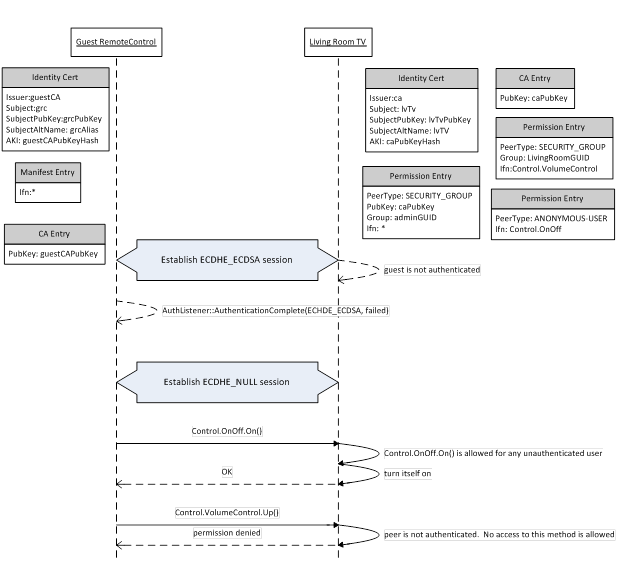 Guest RemoteControl
Living Room TV
Identity Cert
Issuer:guestCA
Subject:grc
SubjectPubKey:grcPubKey
SubjectAltName: grcAlias
AKI: guestCAPubKeyHash
Manifest Entry
Ifn:*
CA Entry
PubKey: guestCAPubKey
Identity Cert
Issuer:ca
Subject: lvTv
SubjectPubKey: lvTvPubKey
SubjectAltName: lvTV
AKI: caPubKeyHash
CA Entry
PubKey: caPubKey
Permission Entry
PeerType: SECURITY_GROUP
Group: LivingRoomGUID
Ifn:Control.VolumeControl
Permission Entry
PeerType: SECURITY_GROUP
PubKey: caPubKey
Group: adminGUID
Ifn: *
Permission Entry
PeerType: ANONYMOUS-USER
Ifn: Control.OnOff
Establish ECDHE_ECDSA session
guest is not authenticated
AuthListener::AuthenticationComplete(ECHDE_ECDSA, failed)
Establish ECDHE_NULL session
Control.OnOff.On()
Control.OnOff.On() is allowed for any unauthenticated user
OK
turn itself on
Control.VolumeControl.Up()
permission denied
peer is not authenticated. No access to this method is allowed